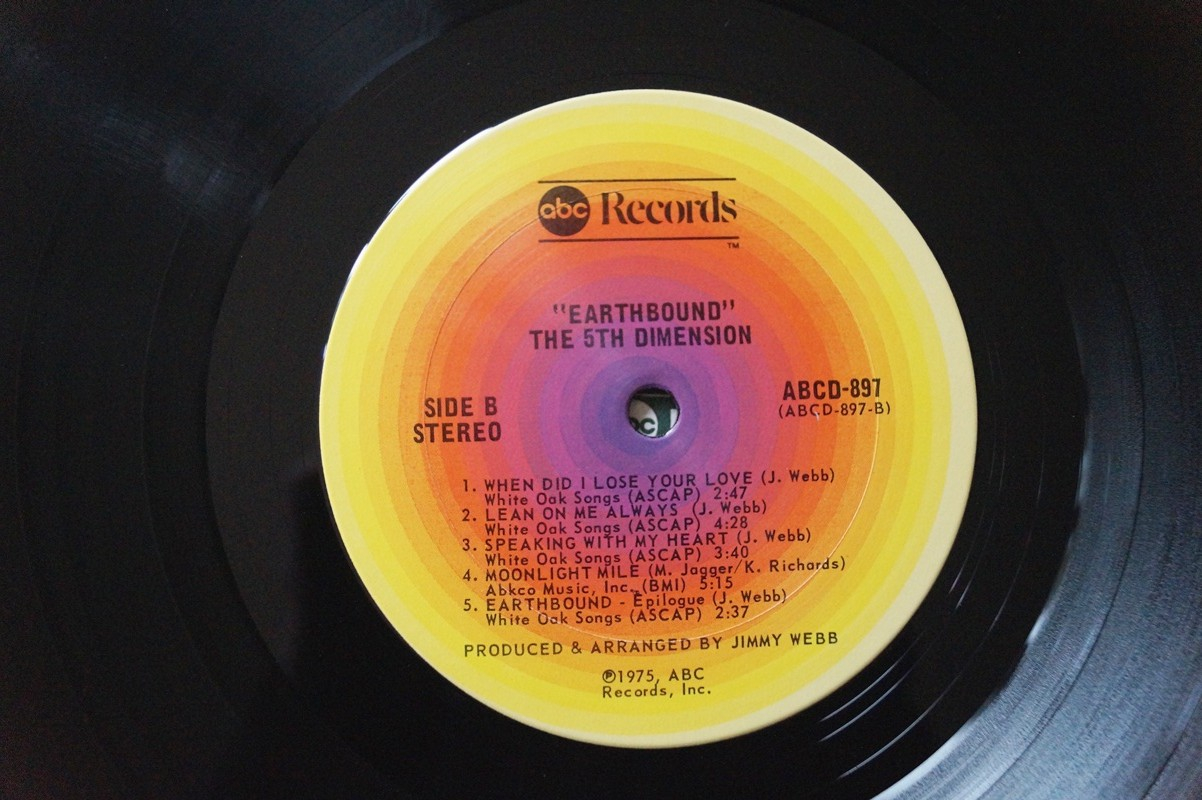 abc Records
TM
"EARTHBOUND"
THE 5TH DIMENSION
SIDE B
STEREO
ABCD-897
(ABCD-897-B)
bc
1. WHEN DID I LOSE YOUR LOVE (J. Webb)
White Oak Songs (ASCAP) 2:47
2. LEAN ON ME ALWAYS (J. Webb)
White Oak Songs (ASCAP) 4:28
3. SPEAKING WITH MY HEART (J. Webb)
White Oak Songs (ASCAP) 3:40
4. MOONLIGHT MILE (M. Jagger/K. Richards)
Abkco Music, Inc. (BMI) 5:15
5. EARTHBOUND - Epilogue (J. Webb)
White Oak Songs (ASCAP) 2:37
PRODUCED & ARRANGED BY JIMMY WEBB
℗1975, ABC
Records, Inc.